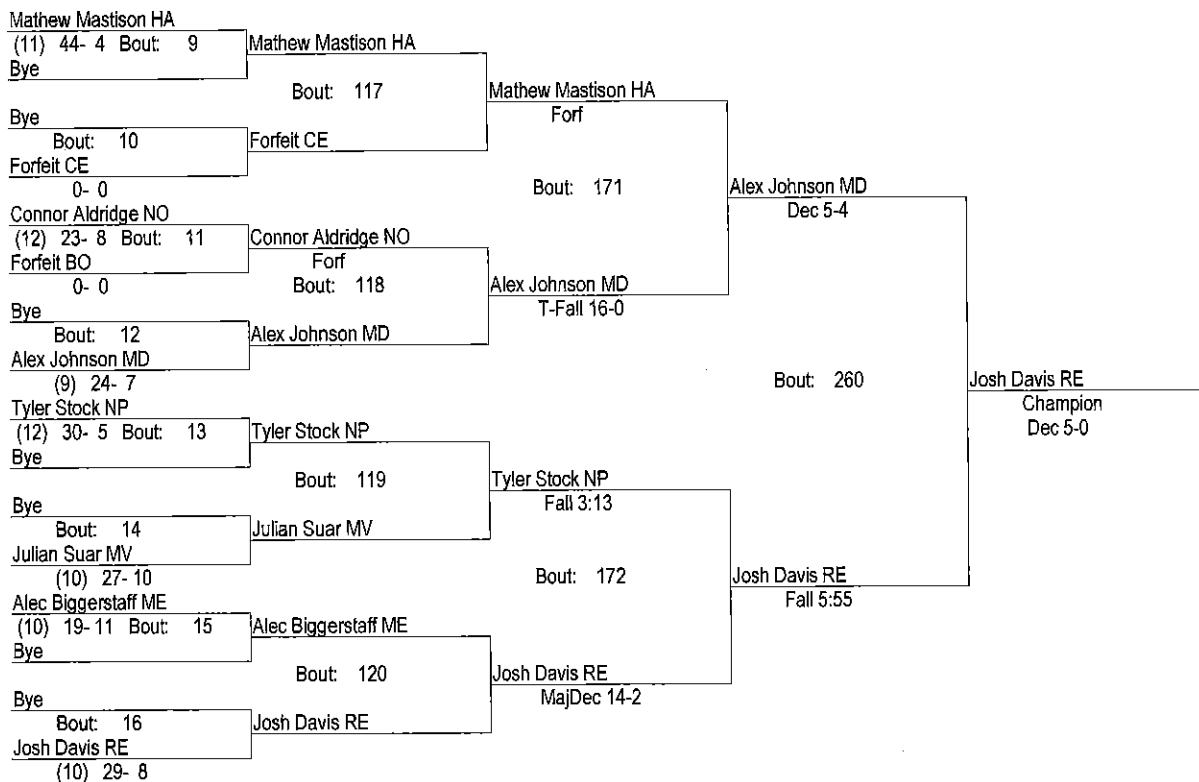 Mathew Mastison HA
(11) 44- 4 Bout: 9
Bye
Bye
Bout: 10
Forfeit CE
0- 0
Connor Aldridge NO
(12) 23- 8 Bout: 11
Forfeit BO
0- 0
Bye
Bout: 12
Alex Johnson MD
(9) 24- 7
Tyler Stock NP
(12) 30- 5 Bout: 13
Bye
Bye
Bout: 14
Julian Suar MV
(10) 27- 10
Alec Biggerstaff ME
(10) 19- 11 Bout: 15
Bye
Bye
Bout: 16
Josh Davis RE
(10) 29- 8
Mathew Mastison HA
Bout: 117
Forfeit CE
Connor Aldridge NO
Forf
Bout: 118
Alex Johnson MD
Tyler Stock NP
Bout: 119
Julian Suar MV
Alec Biggerstaff ME
Bout: 120
Josh Davis RE
Mathew Mastison HA
Forf
Bout: 171
Alex Johnson MD
T-Fall 16-0
Tyler Stock NP
Fall 3:13
Bout: 172
Josh Davis RE
MajDec 14-2
Alex Johnson MD
Dec 5-4
Bout: 260
Josh Davis RE
Fall 5:55
Josh Davis RE
Champion
Dec 5-0